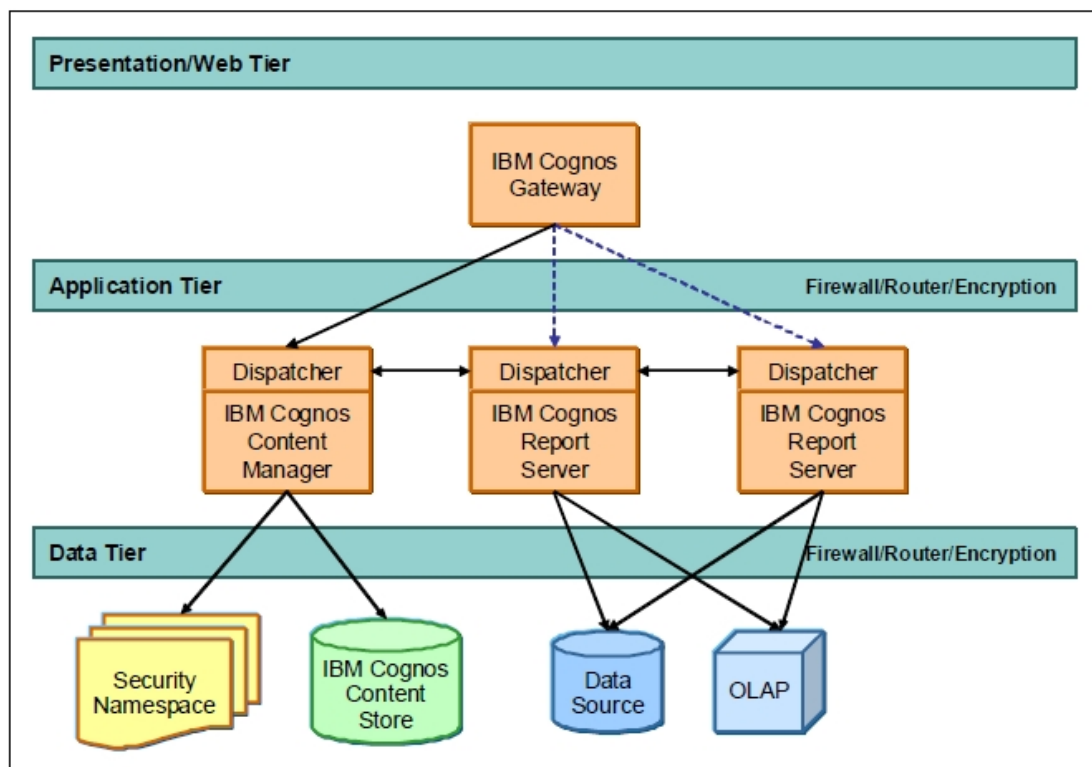 Presentation/Web Tier
IBM Cognos
Gateway
Application Tier
Firewall/Router/Encryption
Dispatcher
IBM Cognos
Content
Manager
Dispatcher
IBM Cognos
Report
Server
Dispatcher
IBM Cognos
Report
Server
Data Tier
Firewall/Router/Encryption
Security
Namespace
IBM Cognos
Content
Store
Data
Source
OLAP